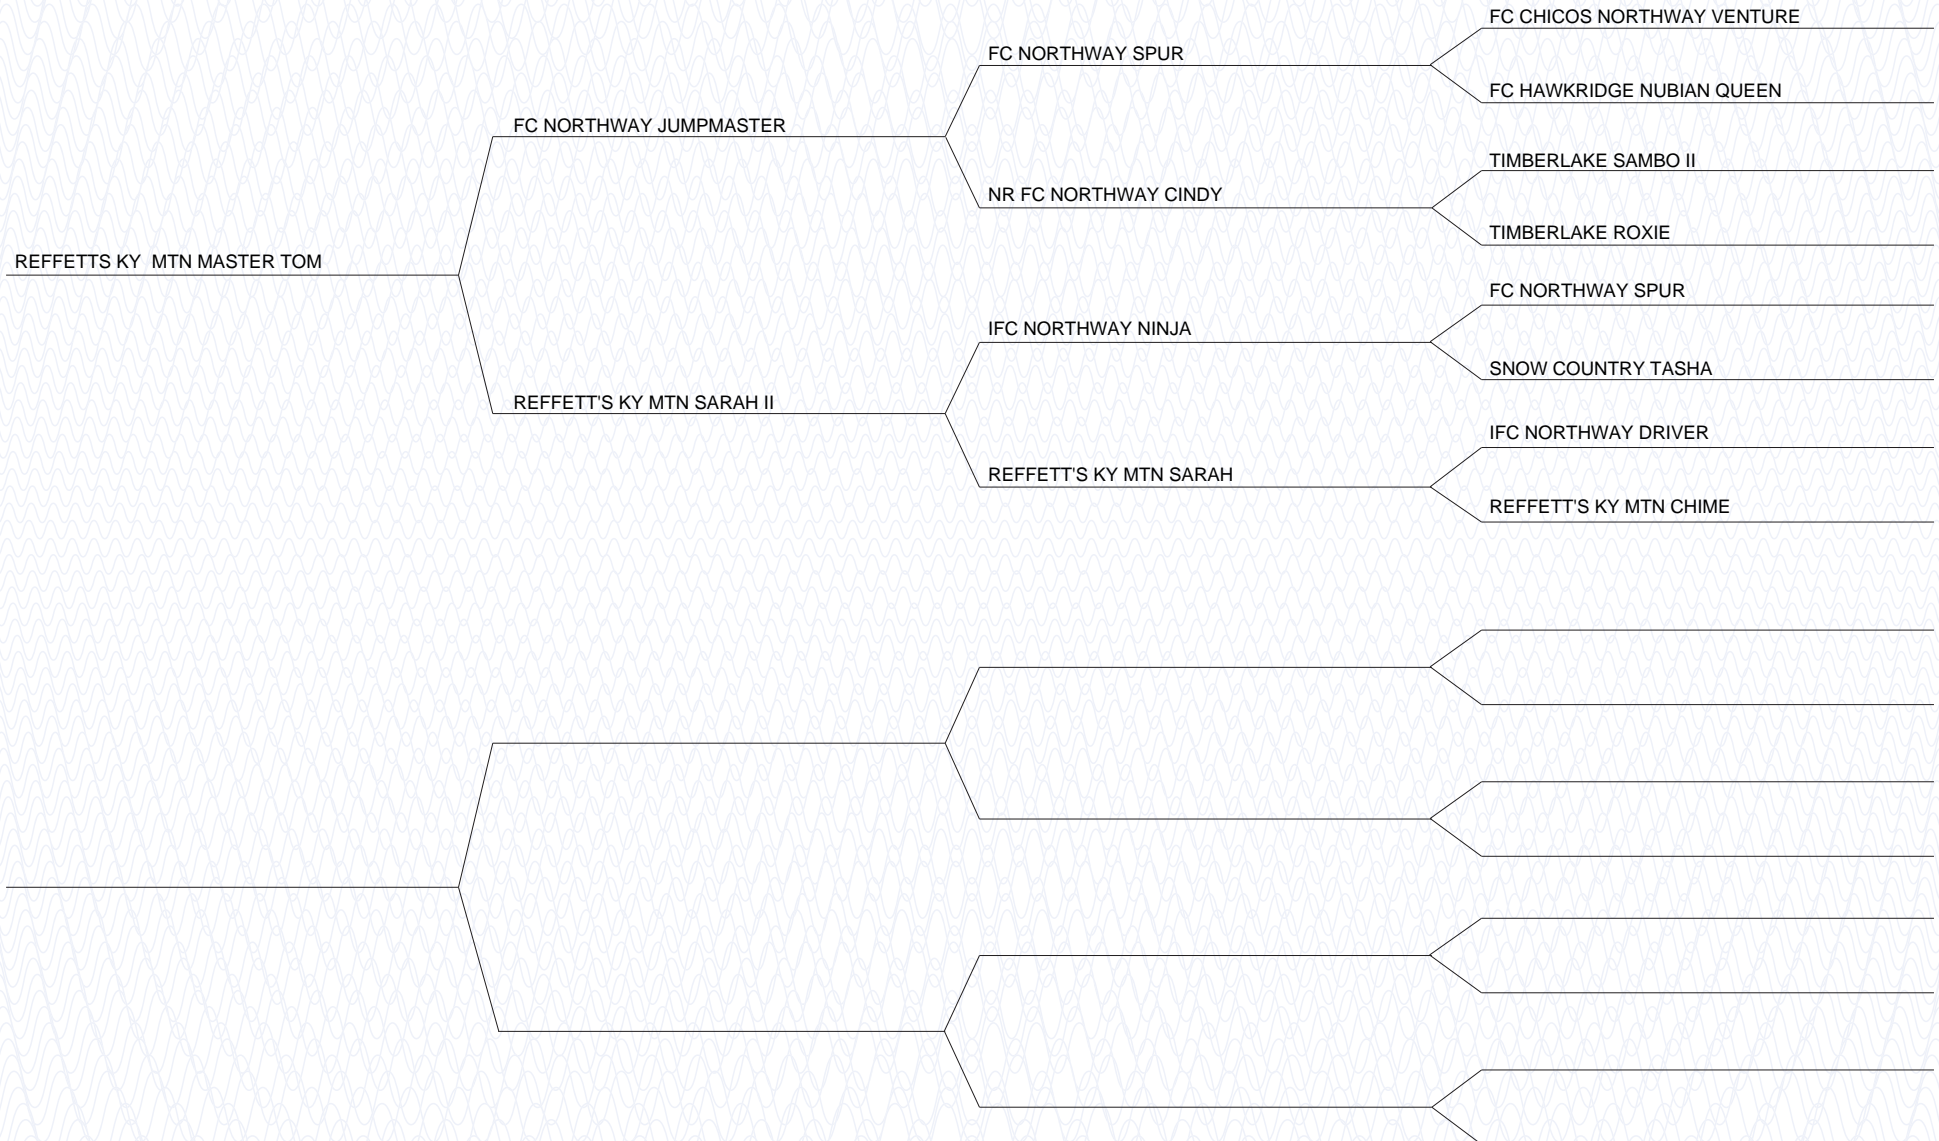 FC CHICOS NORTHWAY VENTURE
FC NORTHWAY SPUR
FC HAWKRIDGE NUBIAN QUEEN
FC NORTHWAY JUMPMASTER
TIMBERLAKE SAMBO II
NR FC NORTHWAY CINDY
TIMBERLAKE ROXIE
REFFETTS KY  MTN MASTER TOM
FC NORTHWAY SPUR
IFC NORTHWAY NINJA
SNOW COUNTRY TASHA
REFFETT'S KY MTN SARAH II
IFC NORTHWAY DRIVER
REFFETT'S KY MTN SARAH
REFFETT'S KY MTN CHIME